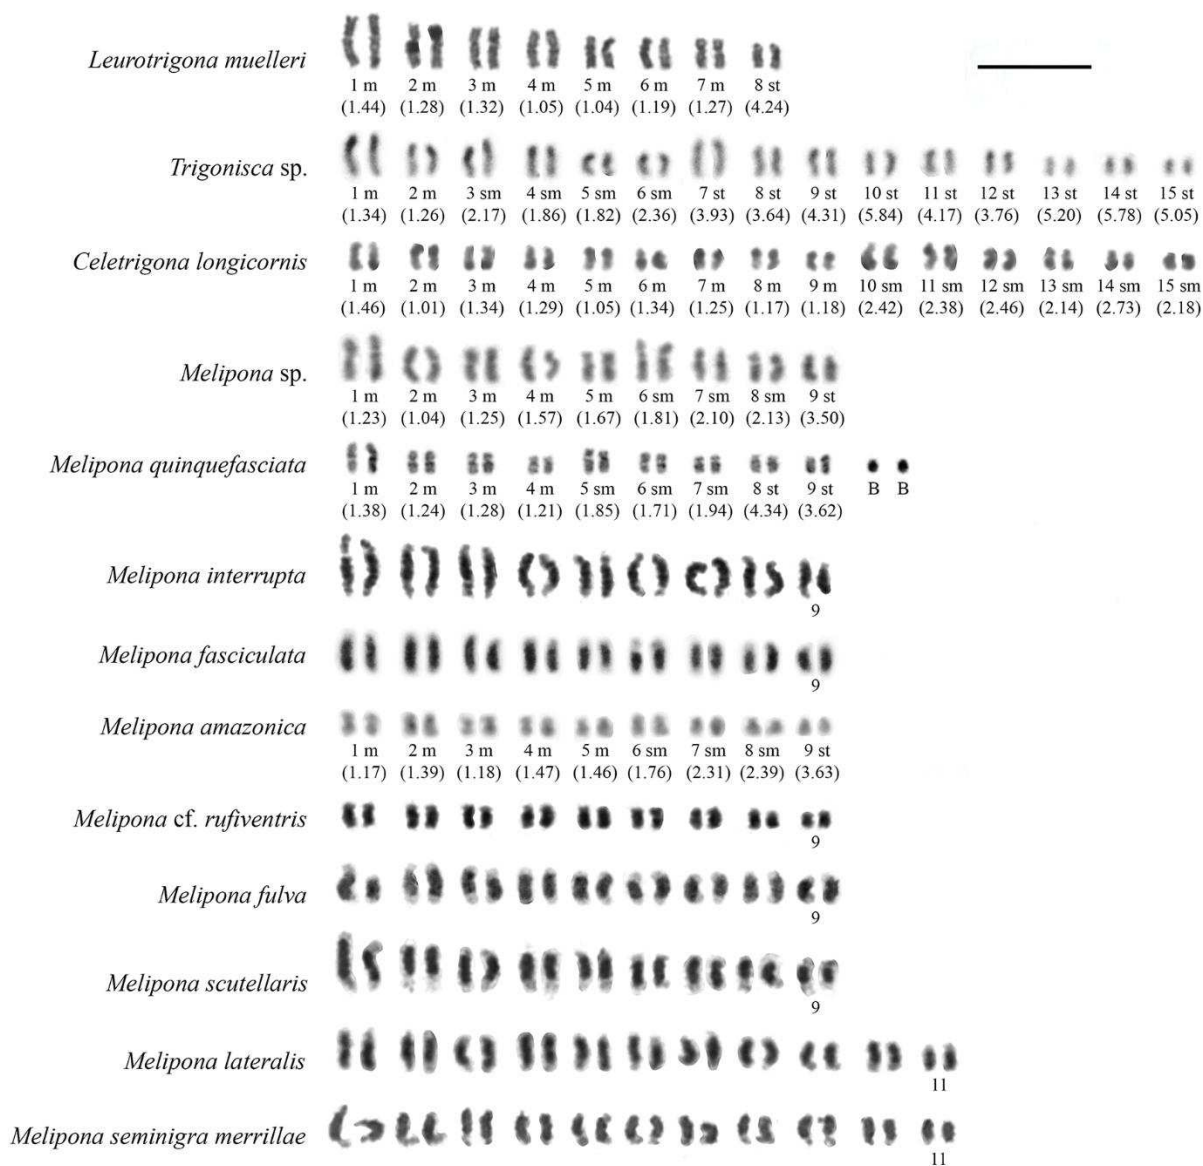 Leurotrigona muelleri
1 m 2 m 3 m 4 m 5 m 6 m 7 m 8 st
(1.44) (1.28) (1.32) (1.05) (1.04) (1.19) (1.27) (4.24)
Trigonisca sp.
1 m 2 m 3 sm 4 sm 5 sm 6 sm 7 st 8 st 9 st 10 st 11 st 12 st 13 st 14 st 15 st
(1.34) (1.26) (2.17) (1.86) (1.82) (2.36) (3.93) (3.64) (4.31) (5.84) (4.17) (3.76) (5.20) (5.78) (5.05)
Celetrigona longicornis
1 m 2 m 3 m 4 m 5 m 6 m 7 m 8 m 9 m 10 sm 11 sm 12 sm 13 sm 14 sm 15 sm
(1.46) (1.01) (1.34) (1.29) (1.05) (1.34) (1.25) (1.17) (1.18) (2.42) (2.38) (2.46) (2.14) (2.73) (2.18)
Melipona sp.
1 m 2 m 3 m 4 m 5 m 6 sm 7 sm 8 sm 9 st
(1.23) (1.04) (1.25) (1.57) (1.67) (1.81) (2.10) (2.13) (3.50)
Melipona quinquefasciata
1 m 2 m 3 m 4 m 5 sm 6 sm 7 sm 8 st 9 st B B
(1.38) (1.24) (1.28) (1.21) (1.85) (1.71) (1.94) (4.34) (3.62)
Melipona interrupta
9
Melipona fasciculata
9
Melipona amazonica
1 m 2 m 3 m 4 m 5 m 6 sm 7 sm 8 sm 9 st
(1.17) (1.39) (1.18) (1.47) (1.46) (1.76) (2.31) (2.39) (3.63)
Melipona cf. rufiventris
9
Melipona fulva
9
Melipona scutellaris
9
Melipona lateralis
11
Melipona seminigra merrillae
11